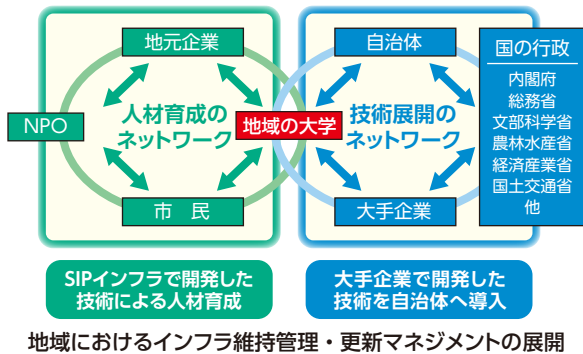 地元企業
自治体
国の行政
内閣府
総務省
文部科学省
農林水産省
経済産業省
国土交通省
他
NPO
人材育成の
ネットワーク
地域の大学
技術展開の
ネットワーク
市 民
大手企業
SIPインフラで開発した
技術による人材育成
大手企業で開発した
技術を自治体へ導入
地域におけるインフラ維持管理・更新マネジメントの展開